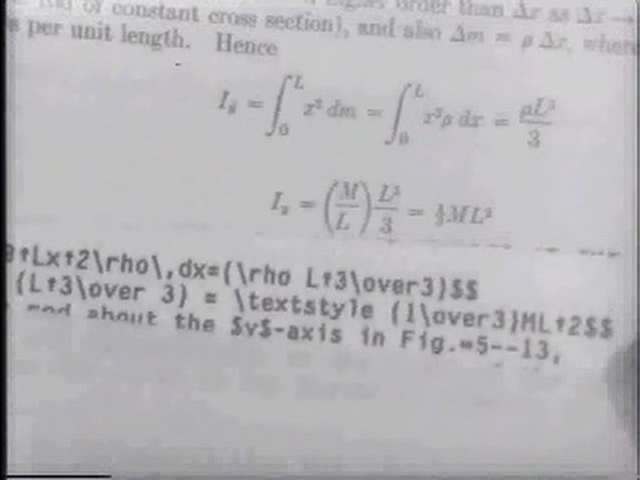 of constant cross section), and also Δm = ρ Δx, where
s per unit length. Hence
I_y = ∫_0^L x² dm = ∫_0^L x²ρ dx = ρL³/3
I_y = (M/L) L³/3 = ⅓ML²
↑Lx↑2\rho\,dx={\rho L↑3\over3}$$
{L↑3\over 3} = \textstyle {1\over3}ML↑2$$
rod about the $y$-axis in Fig.=5--13,